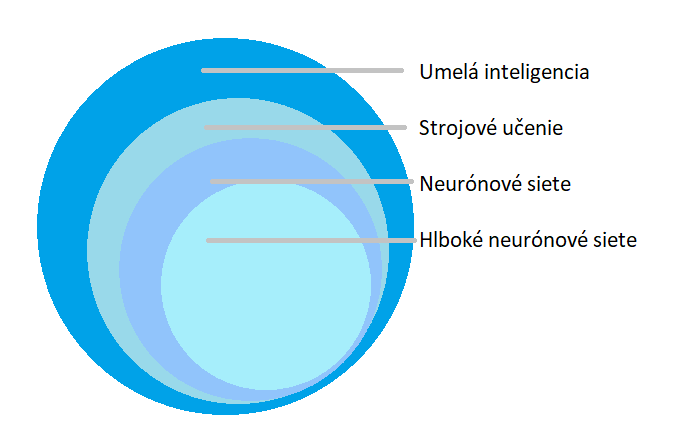 Umelá inteligencia
Strojové učenie
Neurónové siete
Hlboké neurónové siete